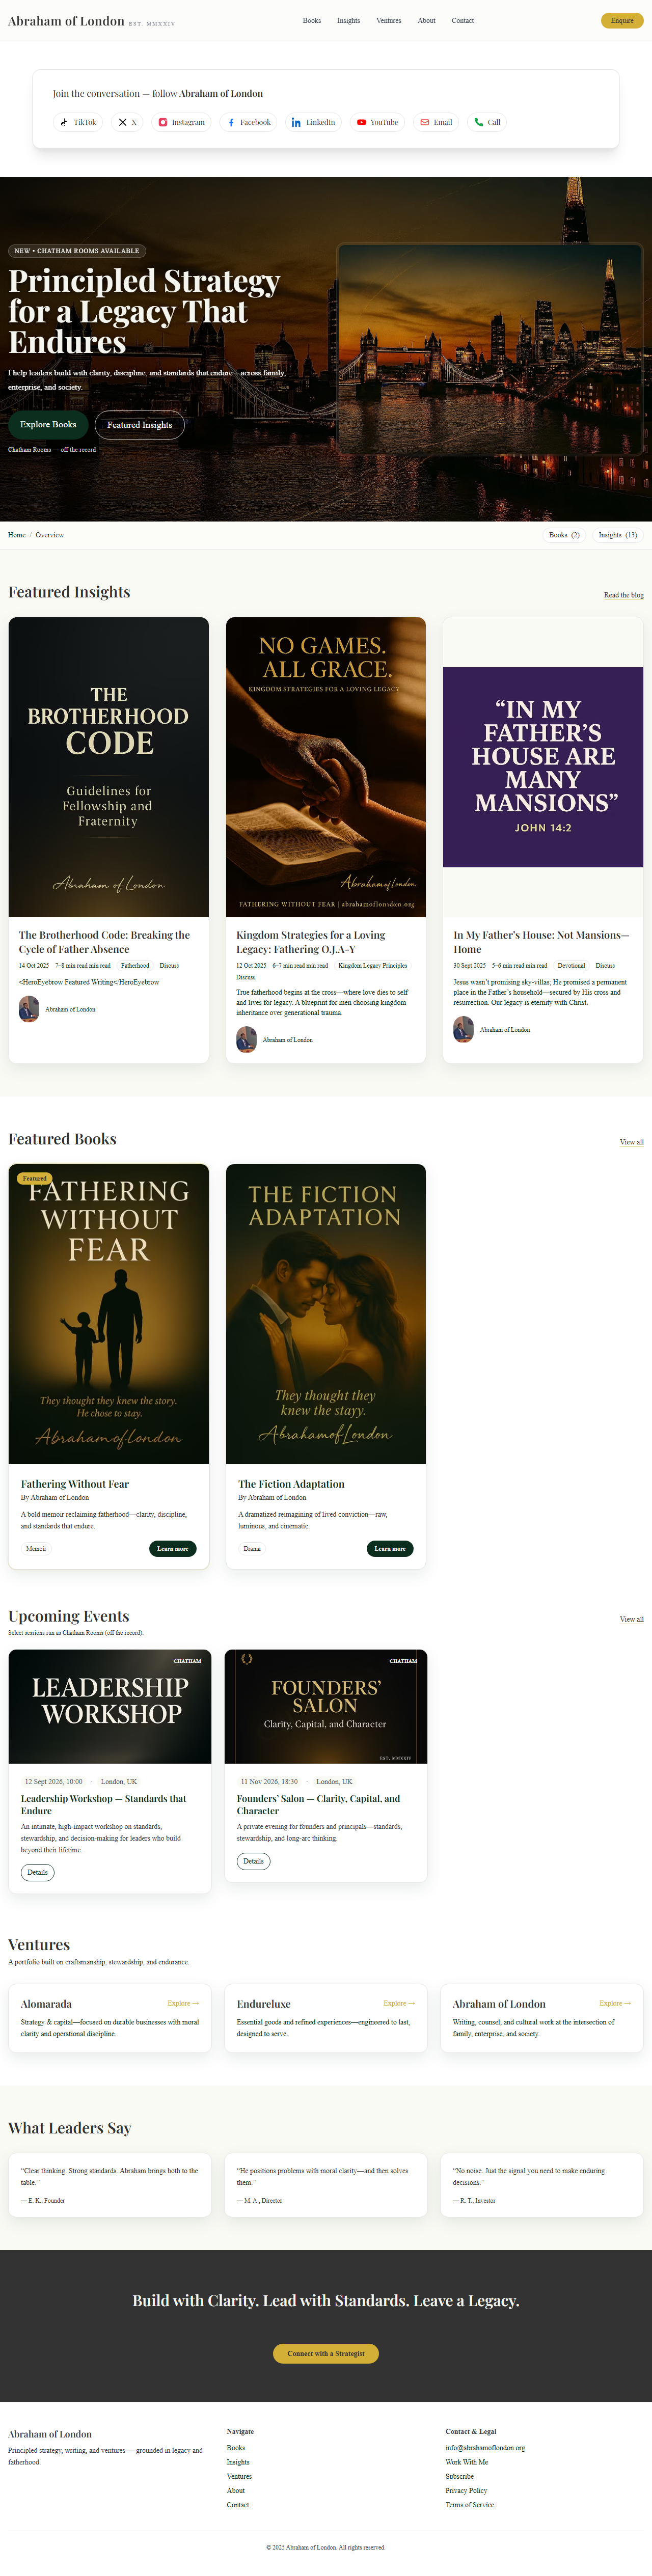 Abraham of London EST. MMXXIV
Books Insights Ventures About Contact
Enquire
Join the conversation — follow Abraham of London
TikTok X Instagram Facebook LinkedIn YouTube Email Call
NEW • CHATHAM ROOMS AVAILABLE
Principled Strategy
for a Legacy That
Endures
I help leaders build with clarity, discipline, and standards that endure—across family,
enterprise, and society.
Explore Books Featured Insights
Chatham Rooms — off the record
Home / Overview
Books (2) Insights (13)
Featured Insights
Read the blog
THE
BROTHERHOOD
CODE
Guidelines for
Fellowship and
Fraternity
Abraham of London
The Brotherhood Code: Breaking the
Cycle of Father Absence
14 Oct 2025 7–8 min read min read Fatherhood Discuss
<HeroEyebrow Featured Writing</HeroEyebrow
Abraham of London
NO GAMES.
ALL GRACE.
KINGDOM STRATEGIES FOR A LOVING LEGACY
AbrahamofLondon
FATHERING WITHOUT FEAR | abrahamoflonsden.org
Kingdom Strategies for a Loving
Legacy: Fathering O.J.A-Y
12 Oct 2025 6–7 min read min read Kingdom Legacy Principles
Discuss
True fatherhood begins at the cross—where love dies to self
and lives for legacy. A blueprint for men choosing kingdom
inheritance over generational trauma.
Abraham of London
“IN MY
FATHER’S
HOUSE ARE
MANY
MANSIONS”
JOHN 14:2
In My Father’s House: Not Mansions—
Home
30 Sept 2025 5–6 min read min read Devotional Discuss
Jesus wasn’t promising sky-villas; He promised a permanent
place in the Father’s household—secured by His cross and
resurrection. Our legacy is eternity with Christ.
Abraham of London
Featured Books
View all
Featured
FATHERING
WITHOUT
FEAR
They thought they knew the story.
He chose to stay.
Abrahamoflondon
Fathering Without Fear
By Abraham of London
A bold memoir reclaiming fatherhood—clarity, discipline,
and standards that endure.
Memoir Learn more
THE FICTION
ADAPTATION
They thought they
knew the stayy.
AbrahamofLondon
The Fiction Adaptation
By Abraham of London
A dramatized reimagining of lived conviction—raw,
luminous, and cinematic.
Drama Learn more
Upcoming Events
Select sessions run as Chatham Rooms (off the record).
View all
CHATHAM
LEADERSHIP
WORKSHOP
12 Sept 2026, 10:00 · London, UK
Leadership Workshop — Standards that
Endure
An intimate, high-impact workshop on standards,
stewardship, and decision-making for leaders who build
beyond their lifetime.
Details
CHATHAM
FOUNDERS’
SALON
Clarity, Capital, and Character
EST. MMXXIV
11 Nov 2026, 18:30 · London, UK
Founders’ Salon — Clarity, Capital, and
Character
A private evening for founders and principals—standards,
stewardship, and long-arc thinking.
Details
Ventures
A portfolio built on craftsmanship, stewardship, and endurance.
Alomarada Explore →
Strategy & capital—focused on durable businesses with moral
clarity and operational discipline.
Endureluxe Explore →
Essential goods and refined experiences—engineered to last,
designed to serve.
Abraham of London Explore →
Writing, counsel, and cultural work at the intersection of
family, enterprise, and society.
What Leaders Say
“Clear thinking. Strong standards. Abraham brings both to the
table.”
— E. K., Founder
“He positions problems with moral clarity—and then solves
them.”
— M. A., Director
“No noise. Just the signal you need to make enduring
decisions.”
— R. T., Investor
Build with Clarity. Lead with Standards. Leave a Legacy.
Connect with a Strategist
Abraham of London
Principled strategy, writing, and ventures — grounded in legacy and
fatherhood.
Navigate
Books
Insights
Ventures
About
Contact
Contact & Legal
info@abrahamoflondon.org
Work With Me
Subscribe
Privacy Policy
Terms of Service
© 2025 Abraham of London. All rights reserved.